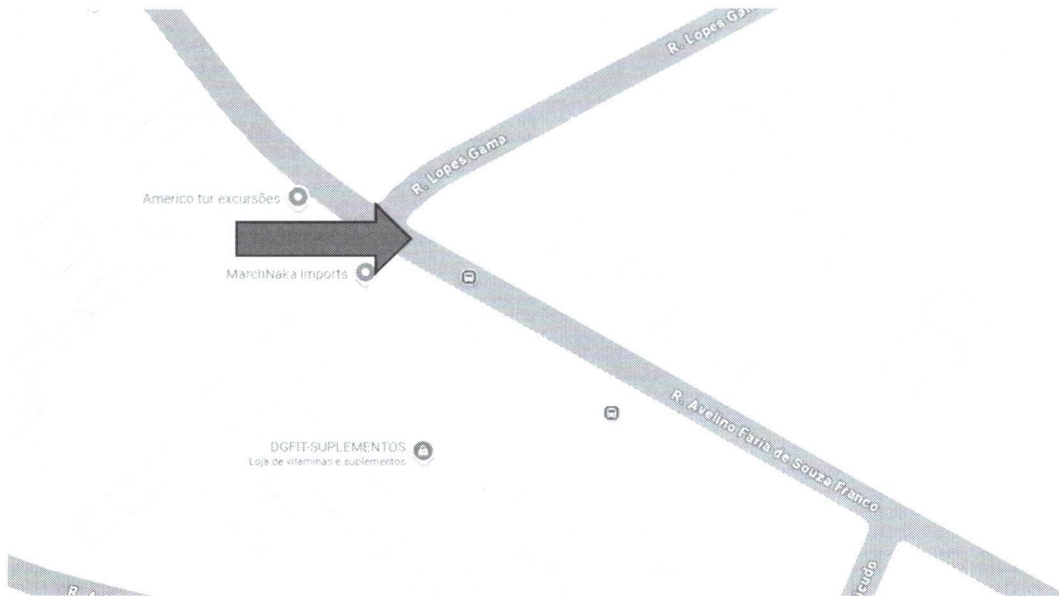 R. Lopes Gama
R. Lopes Gama
Americo tur excursões
MarchNaka Imports
DGFIT-SUPLEMENTOS
Loja de vitaminas e suplementos
R. Avelino Faria de Souza Franco